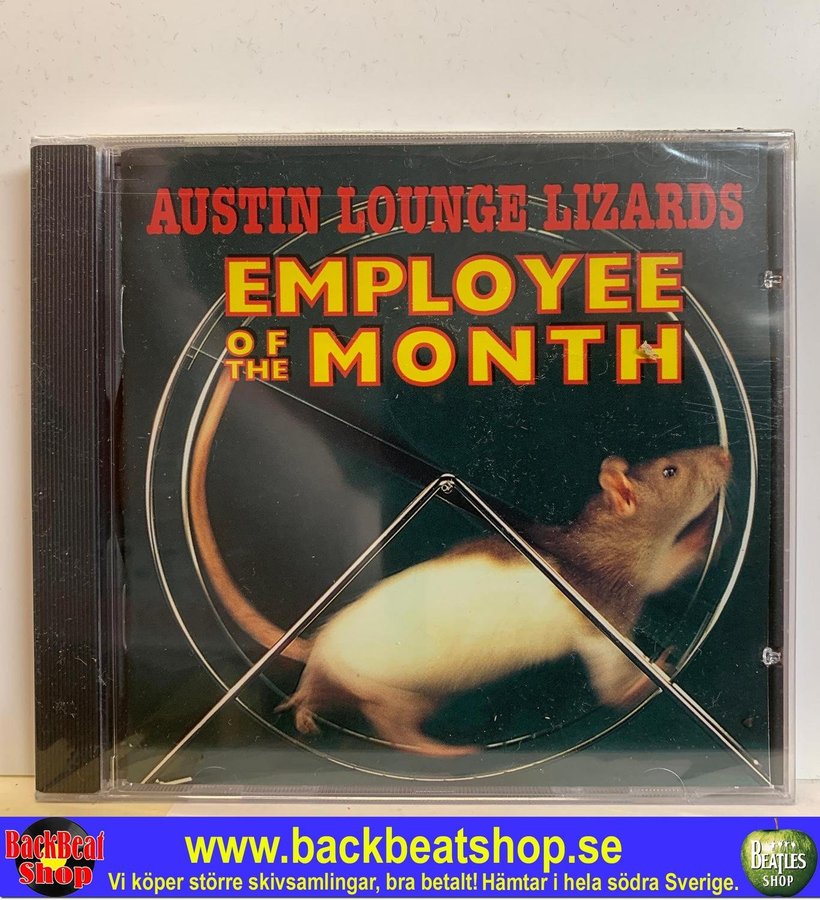 AUSTIN LOUNGE LIZARDS
EMPLOYEE
OF THE MONTH
BackBeat
Shop
www.backbeatshop.se
Vi köper större skivsamlingar, bra betalt! Hämtar i hela södra Sverige.
BEATLES
SHOP